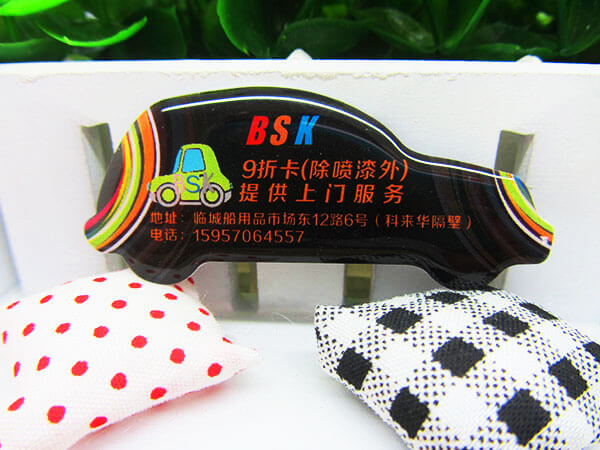 BSK
9折卡(除喷漆外)
提供上门服务
地址：临城船用品市场东12路6号（科来华隔壁）
电话：15957064557